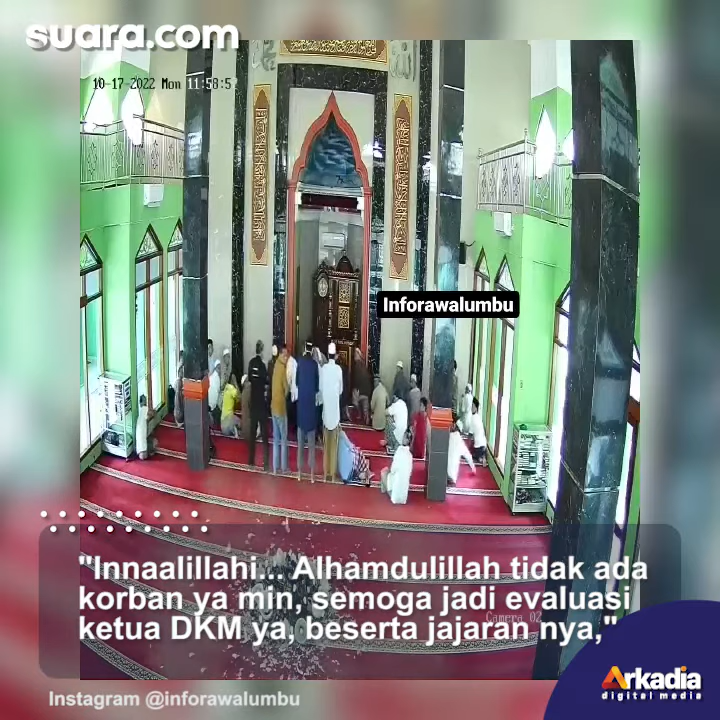 suara.com
10-17-2022 Mon 11:58:5
Inforawalumbu
"Innaalillahi... Alhamdulillah tidak ada
korban ya min, semoga jadi evaluasi
ketua DKM ya, beserta jajaran nya,"
Camera 02
Arkadia
digital media
Instagram @inforawalumbu